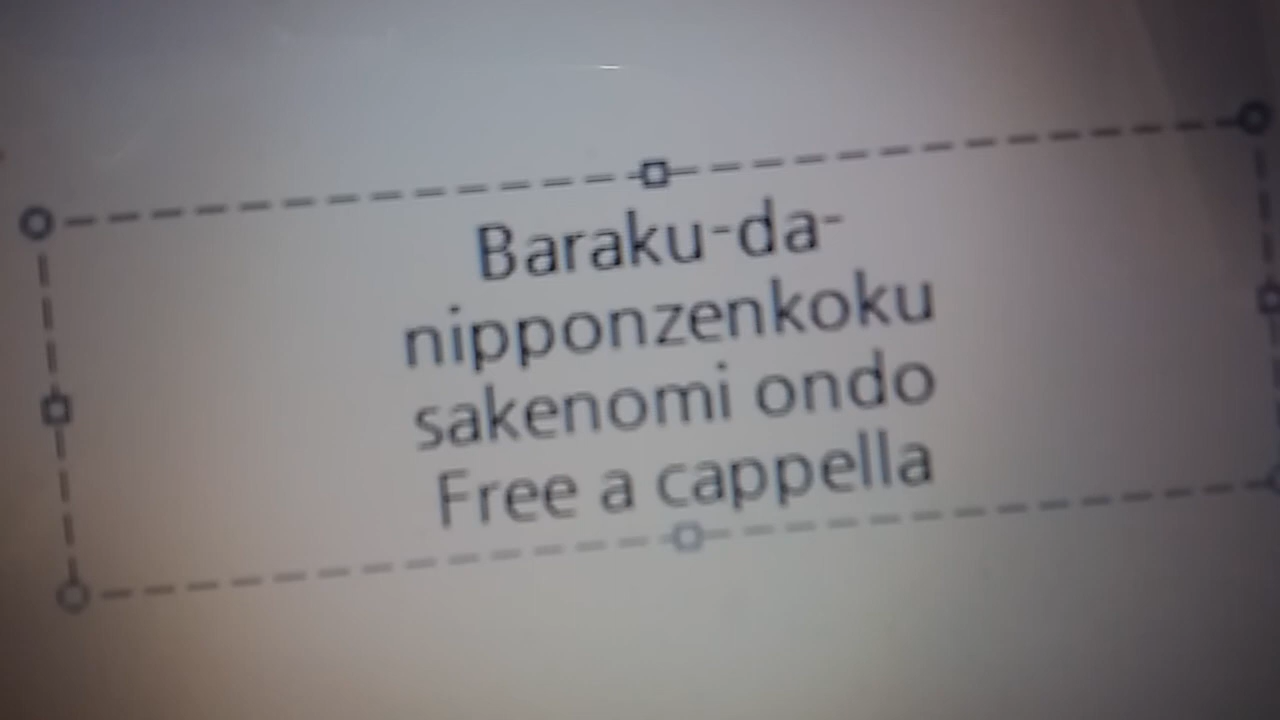 Baraku-da-
nipponzenkoku
sakenomi ondo
Free a cappella